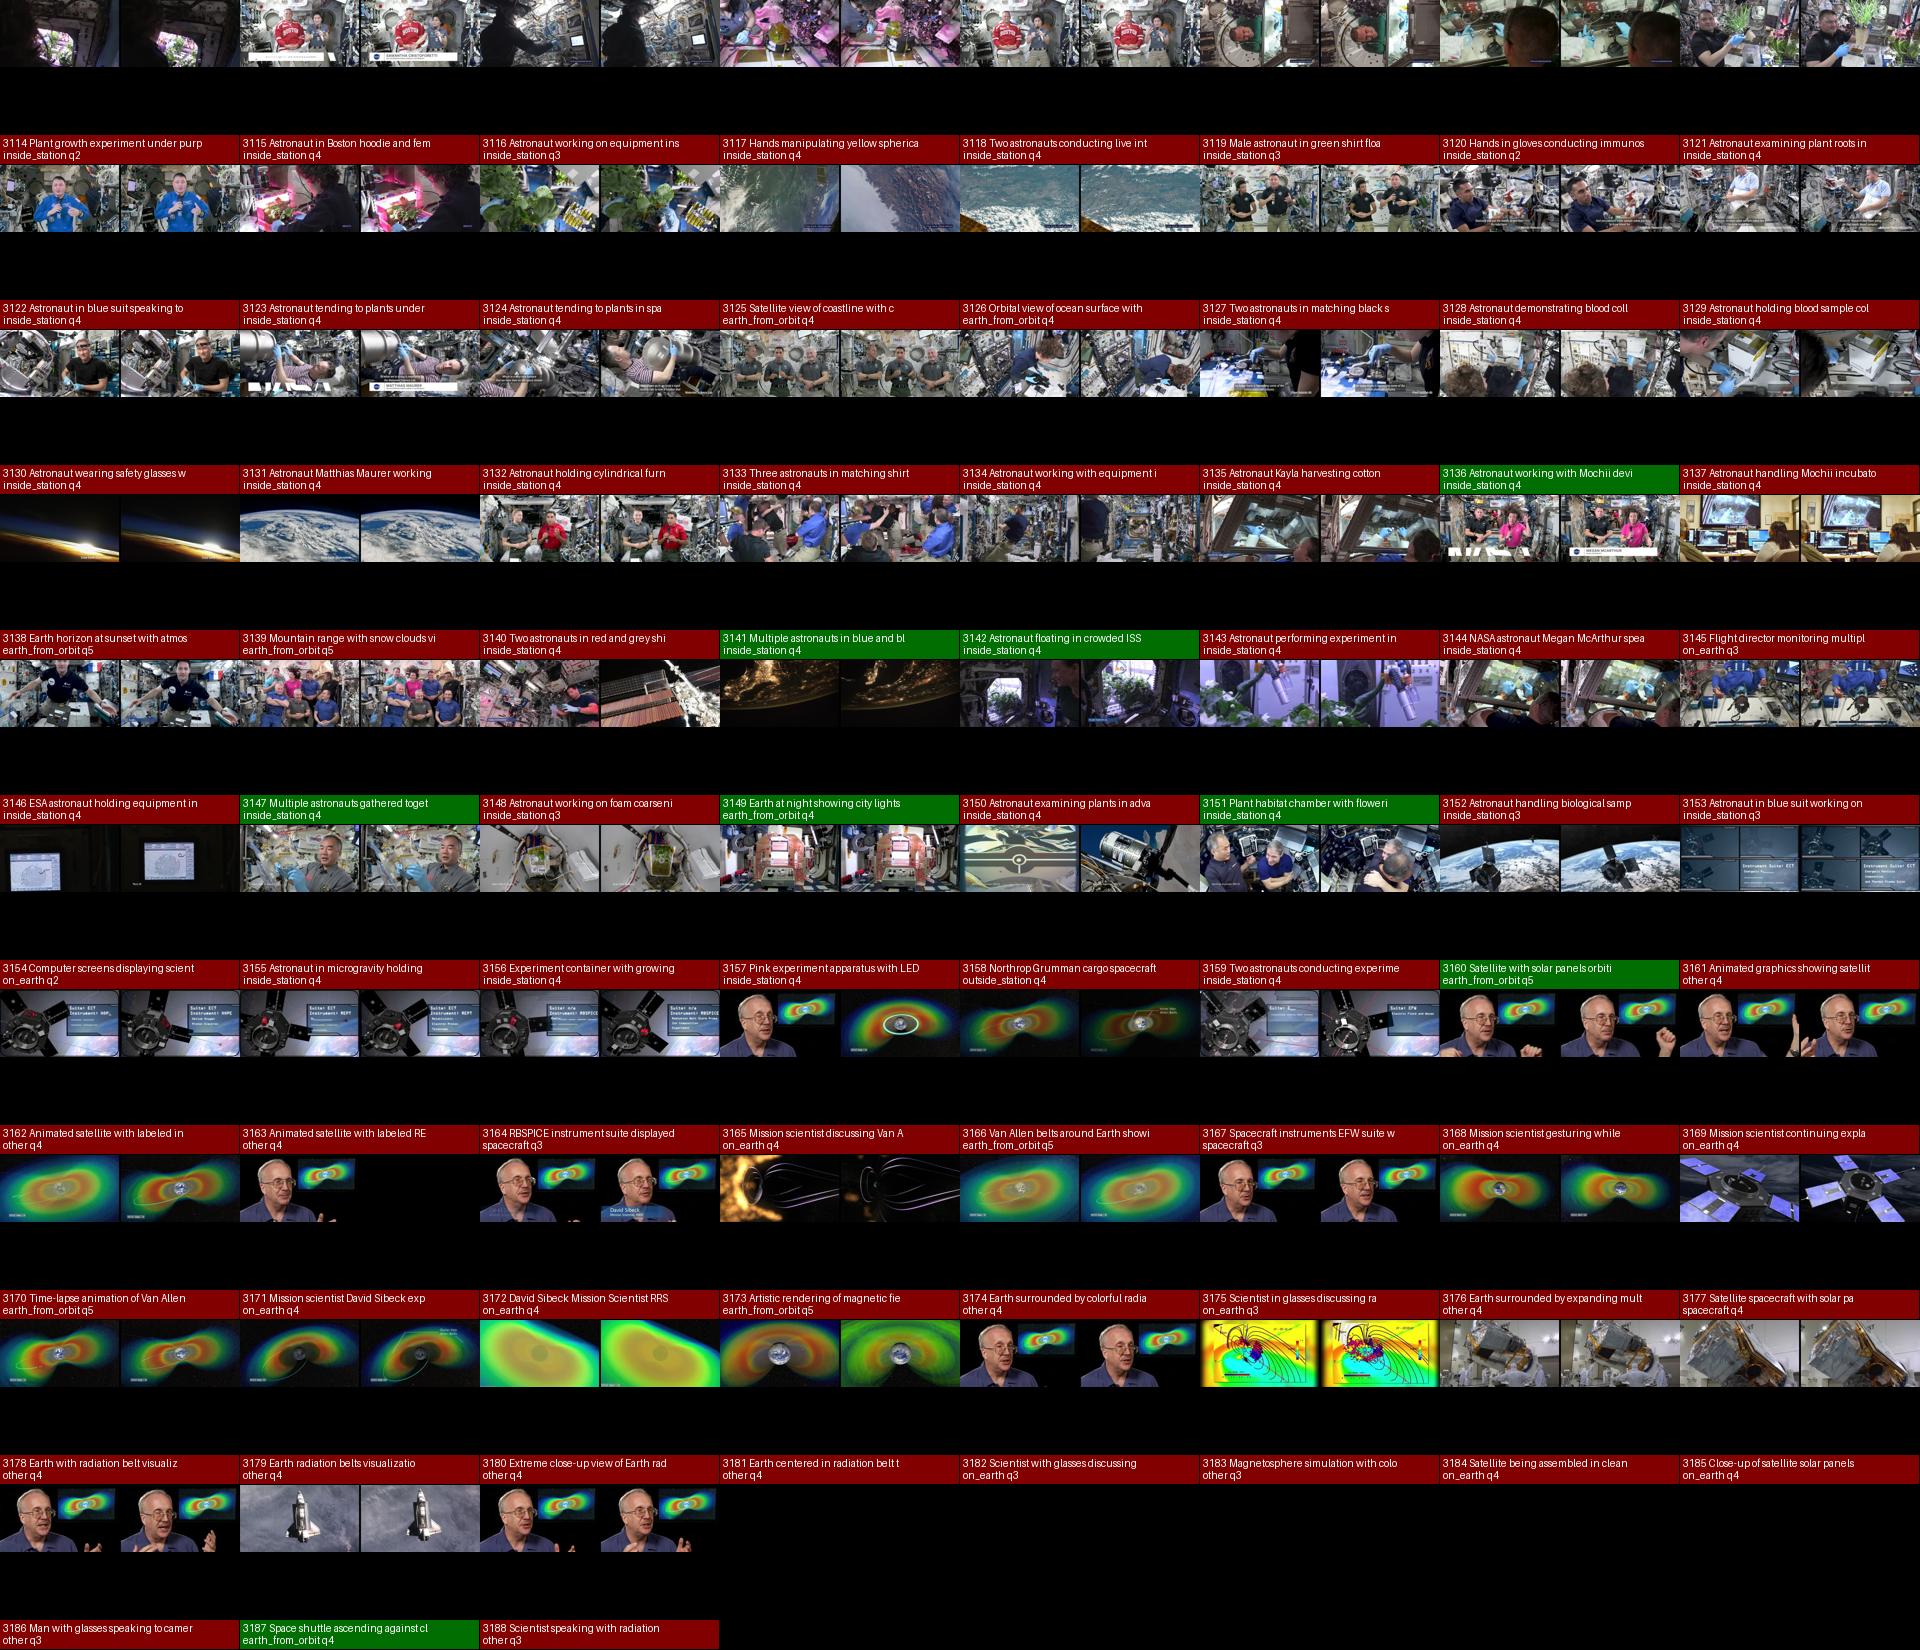 3114 Plant growth experiment under purp
inside_station q2
3115 Astronaut in Boston hoodie and fem
inside_station q4
3116 Astronaut working on equipment ins
inside_station q3
3117 Hands manipulating yellow spherica
inside_station q4
3118 Two astronauts conducting live int
inside_station q4
3119 Male astronaut in green shirt floa
inside_station q3
3120 Hands in gloves conducting immunos
inside_station q2
3121 Astronaut examining plant roots in
inside_station q4
3122 Astronaut in blue suit speaking to
inside_station q4
3123 Astronaut tending to plants under
inside_station q4
3124 Astronaut tending to plants in spa
inside_station q4
3125 Satellite view of coastline with c
earth_from_orbit q4
3126 Orbital view of ocean surface with
earth_from_orbit q4
3127 Two astronauts in matching black s
inside_station q4
3128 Astronaut demonstrating blood coll
inside_station q4
3129 Astronaut holding blood sample col
inside_station q4
MATTHIAS MAURER
3130 Astronaut wearing safety glasses w
inside_station q4
3131 Astronaut Matthias Maurer working
inside_station q4
3132 Astronaut holding cylindrical furn
inside_station q4
3133 Three astronauts in matching shirt
inside_station q4
3134 Astronaut working with equipment i
inside_station q4
3135 Astronaut Kayla harvesting cotton
inside_station q4
3136 Astronaut working with Mochii devi
inside_station q4
3137 Astronaut handling Mochii incubato
inside_station q4
MEGAN MCARTHUR
3138 Earth horizon at sunset with atmos
earth_from_orbit q5
3139 Mountain range with snow clouds vi
earth_from_orbit q5
3140 Two astronauts in red and grey shi
inside_station q4
3141 Multiple astronauts in blue and bl
inside_station q4
3142 Astronaut floating in crowded ISS
inside_station q4
3143 Astronaut performing experiment in
inside_station q4
3144 NASA astronaut Megan McArthur spea
inside_station q4
3145 Flight director monitoring multipl
on_earth q3
3146 ESA astronaut holding equipment in
inside_station q4
3147 Multiple astronauts gathered toget
inside_station q4
3148 Astronaut working on foam coarseni
inside_station q3
3149 Earth at night showing city lights
earth_from_orbit q4
3150 Astronaut examining plants in adva
inside_station q4
3151 Plant habitat chamber with floweri
inside_station q4
3152 Astronaut handling biological samp
inside_station q3
3153 Astronaut in blue suit working on
inside_station q3
Instrument Suite: ECT
Instrument Suite: ECT
3154 Computer screens displaying scient
on_earth q2
3155 Astronaut in microgravity holding
inside_station q4
3156 Experiment container with growing
inside_station q4
3157 Pink experiment apparatus with LED
inside_station q4
3158 Northrop Grumman cargo spacecraft
outside_station q4
3159 Two astronauts conducting experime
inside_station q4
3160 Satellite with solar panels orbiti
earth_from_orbit q5
3161 Animated graphics showing satellit
other q4
3162 Animated satellite with labeled in
other q4
3163 Animated satellite with labeled RE
other q4
3164 RBSPICE instrument suite displayed
spacecraft q3
3165 Mission scientist discussing Van A
on_earth q4
3166 Van Allen belts around Earth showi
earth_from_orbit q5
3167 Spacecraft instruments EFW suite w
spacecraft q3
3168 Mission scientist gesturing while
on_earth q4
3169 Mission scientist continuing expla
on_earth q4
David Sibeck
3170 Time-lapse animation of Van Allen
earth_from_orbit q5
3171 Mission scientist David Sibeck exp
on_earth q4
3172 David Sibeck Mission Scientist RRS
on_earth q4
3173 Artistic rendering of magnetic fie
earth_from_orbit q5
3174 Earth surrounded by colorful radia
other q4
3175 Scientist in glasses discussing ra
on_earth q3
3176 Earth surrounded by expanding mult
other q4
3177 Satellite spacecraft with solar pa
spacecraft q4
3178 Earth with radiation belt visualiz
other q4
3179 Earth radiation belts visualizatio
other q4
3180 Extreme close-up view of Earth rad
other q4
3181 Earth centered in radiation belt t
other q4
3182 Scientist with glasses discussing
on_earth q3
3183 Magnetosphere simulation with colo
other q3
3184 Satellite being assembled in clean
on_earth q4
3185 Close-up of satellite solar panels
on_earth q4
3186 Man with glasses speaking to camer
other q3
3187 Space shuttle ascending against cl
earth_from_orbit q4
3188 Scientist speaking with radiation
other q3